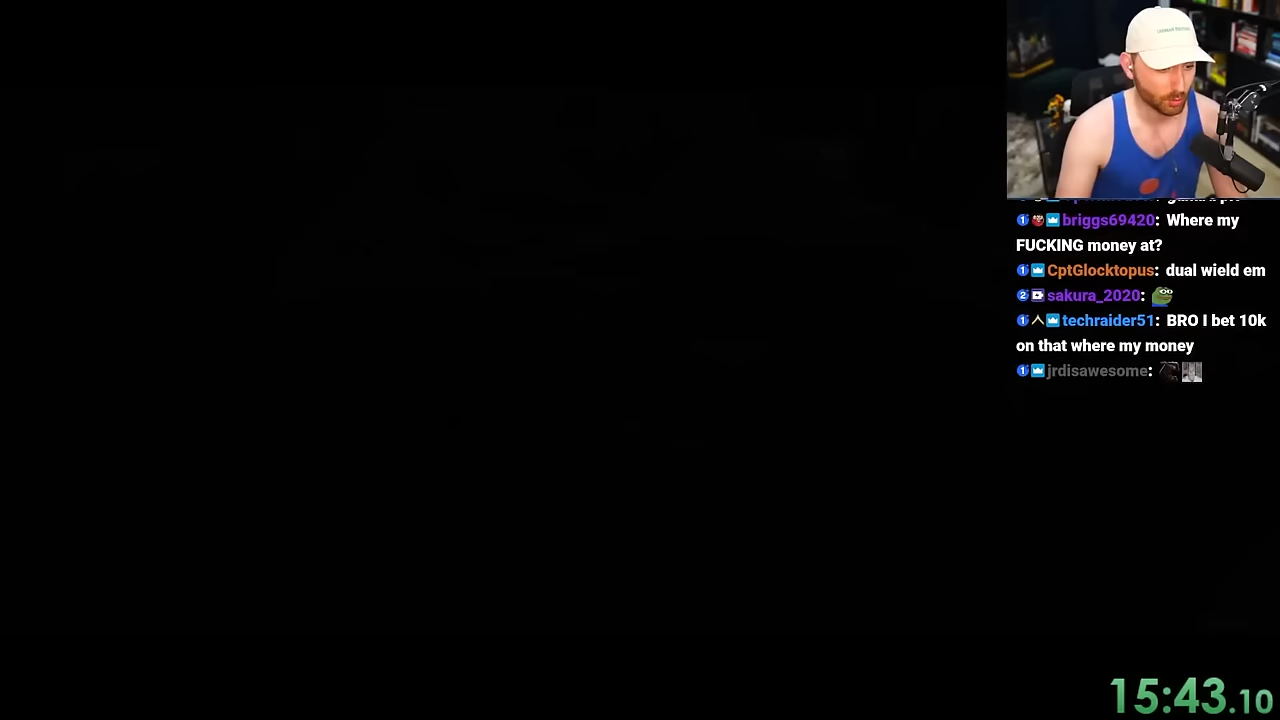 briggs69420: Where my
FUCKING money at?
CptGlocktopus: dual wield em
sakura_2020:
techraider51: BRO I bet 10k
on that where my money
jrdisawesome:
15:43.10